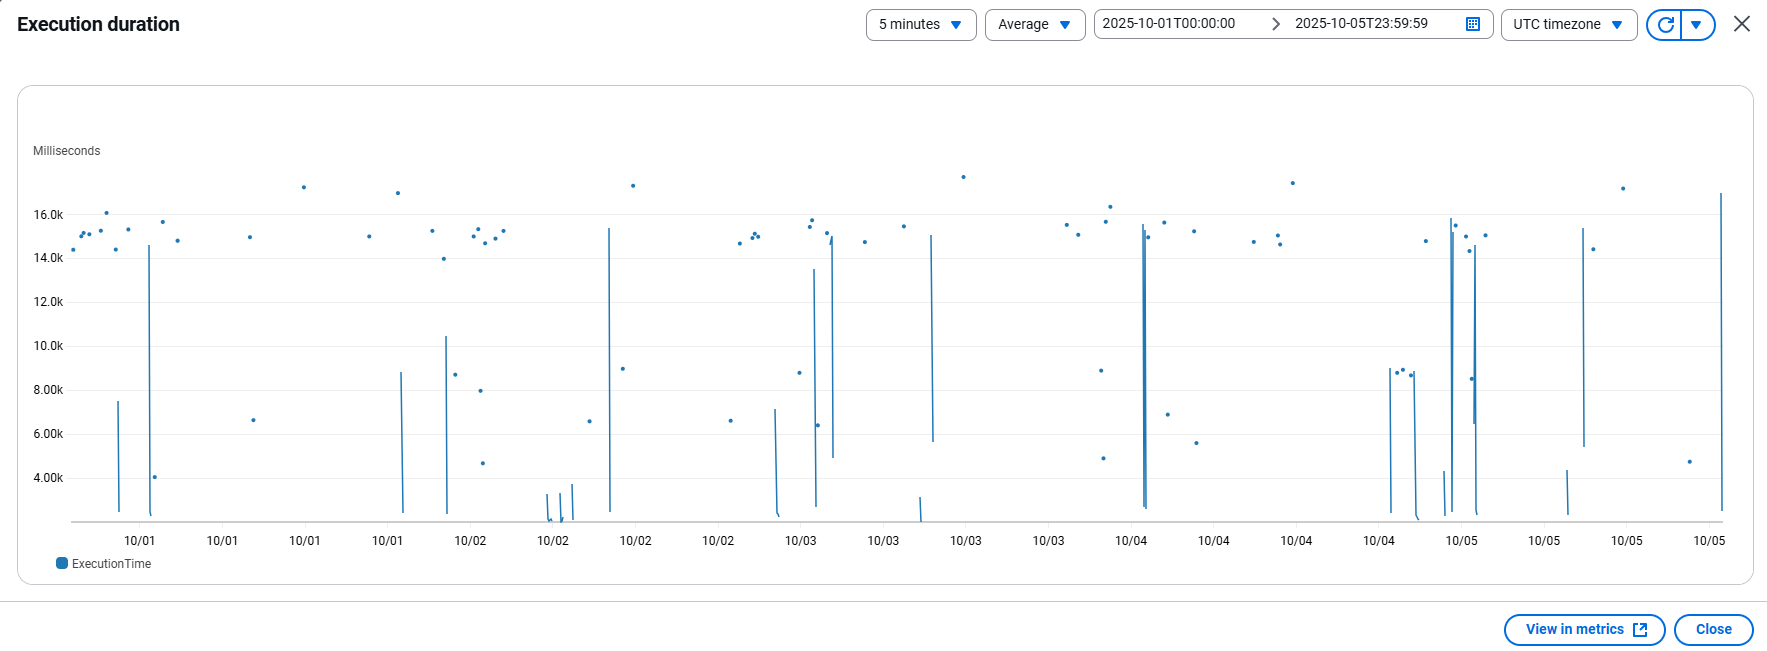 Execution duration
5 minutes
Average
2025-10-01T00:00:00
2025-10-05T23:59:59
UTC timezone
Milliseconds
16.0k
14.0k
12.0k
10.0k
8.00k
6.00k
4.00k
10/01 10/01 10/01 10/01 10/02 10/02 10/02 10/02 10/03 10/03 10/03 10/03 10/04 10/04 10/04 10/04 10/05 10/05 10/05 10/05
ExecutionTime
View in metrics
Close